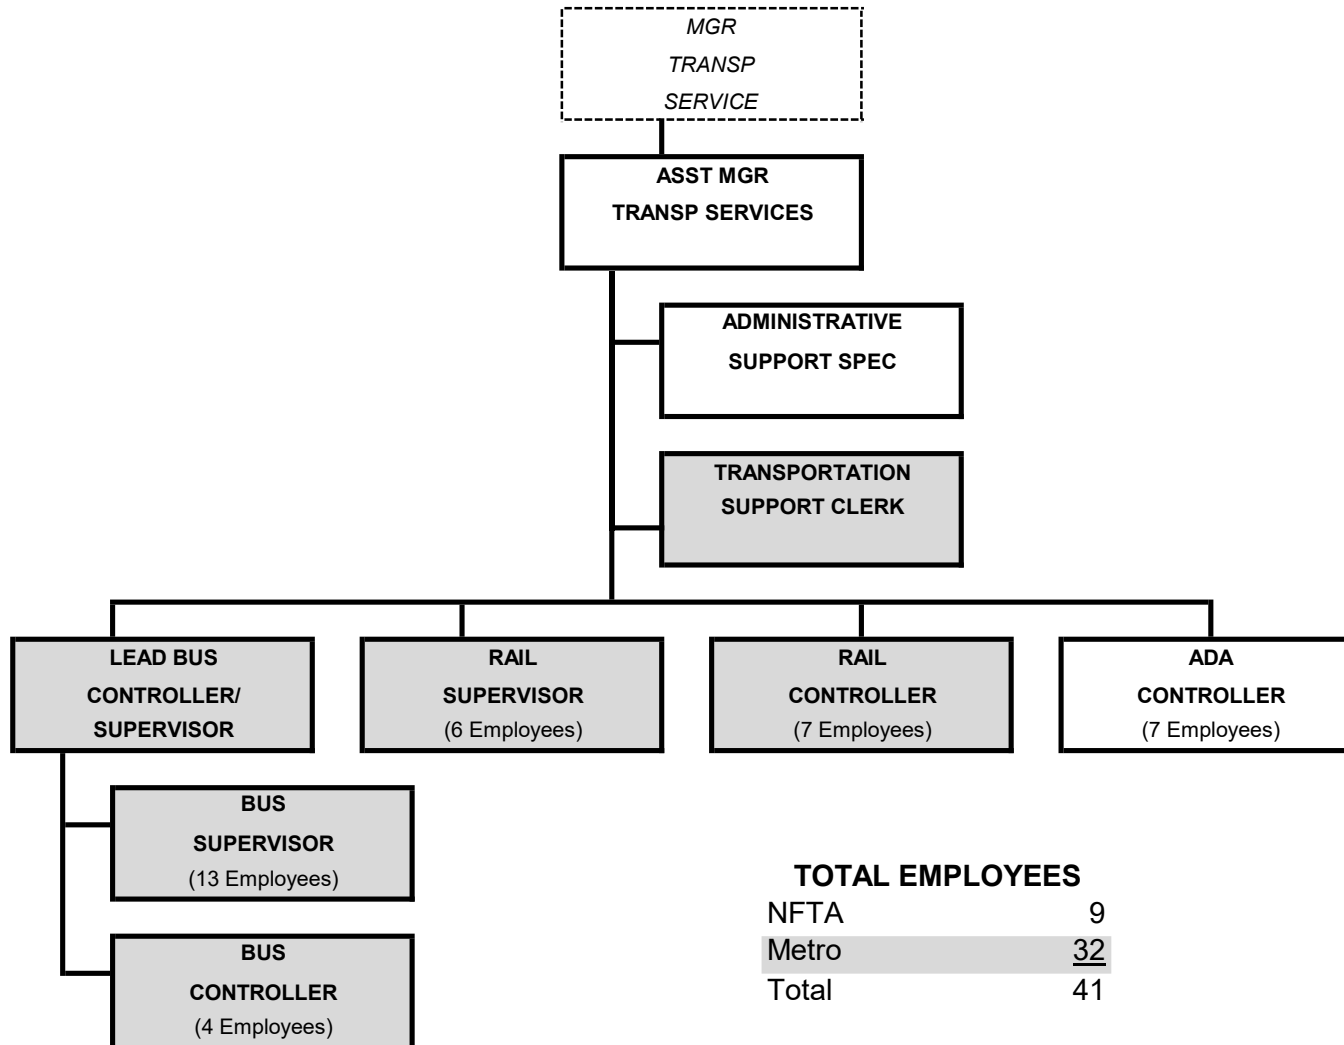 MGR
TRANSP
SERVICE
ASST MGR
TRANSP SERVICES
ADMINISTRATIVE
SUPPORT SPEC
TRANSPORTATION
SUPPORT CLERK
LEAD BUS
CONTROLLER/
SUPERVISOR
RAIL
SUPERVISOR
(6 Employees)
RAIL
CONTROLLER
(7 Employees)
ADA
CONTROLLER
(7 Employees)
BUS
SUPERVISOR
(13 Employees)
BUS
CONTROLLER
(4 Employees)
TOTAL EMPLOYEES
NFTA 9
Metro 32
Total 41